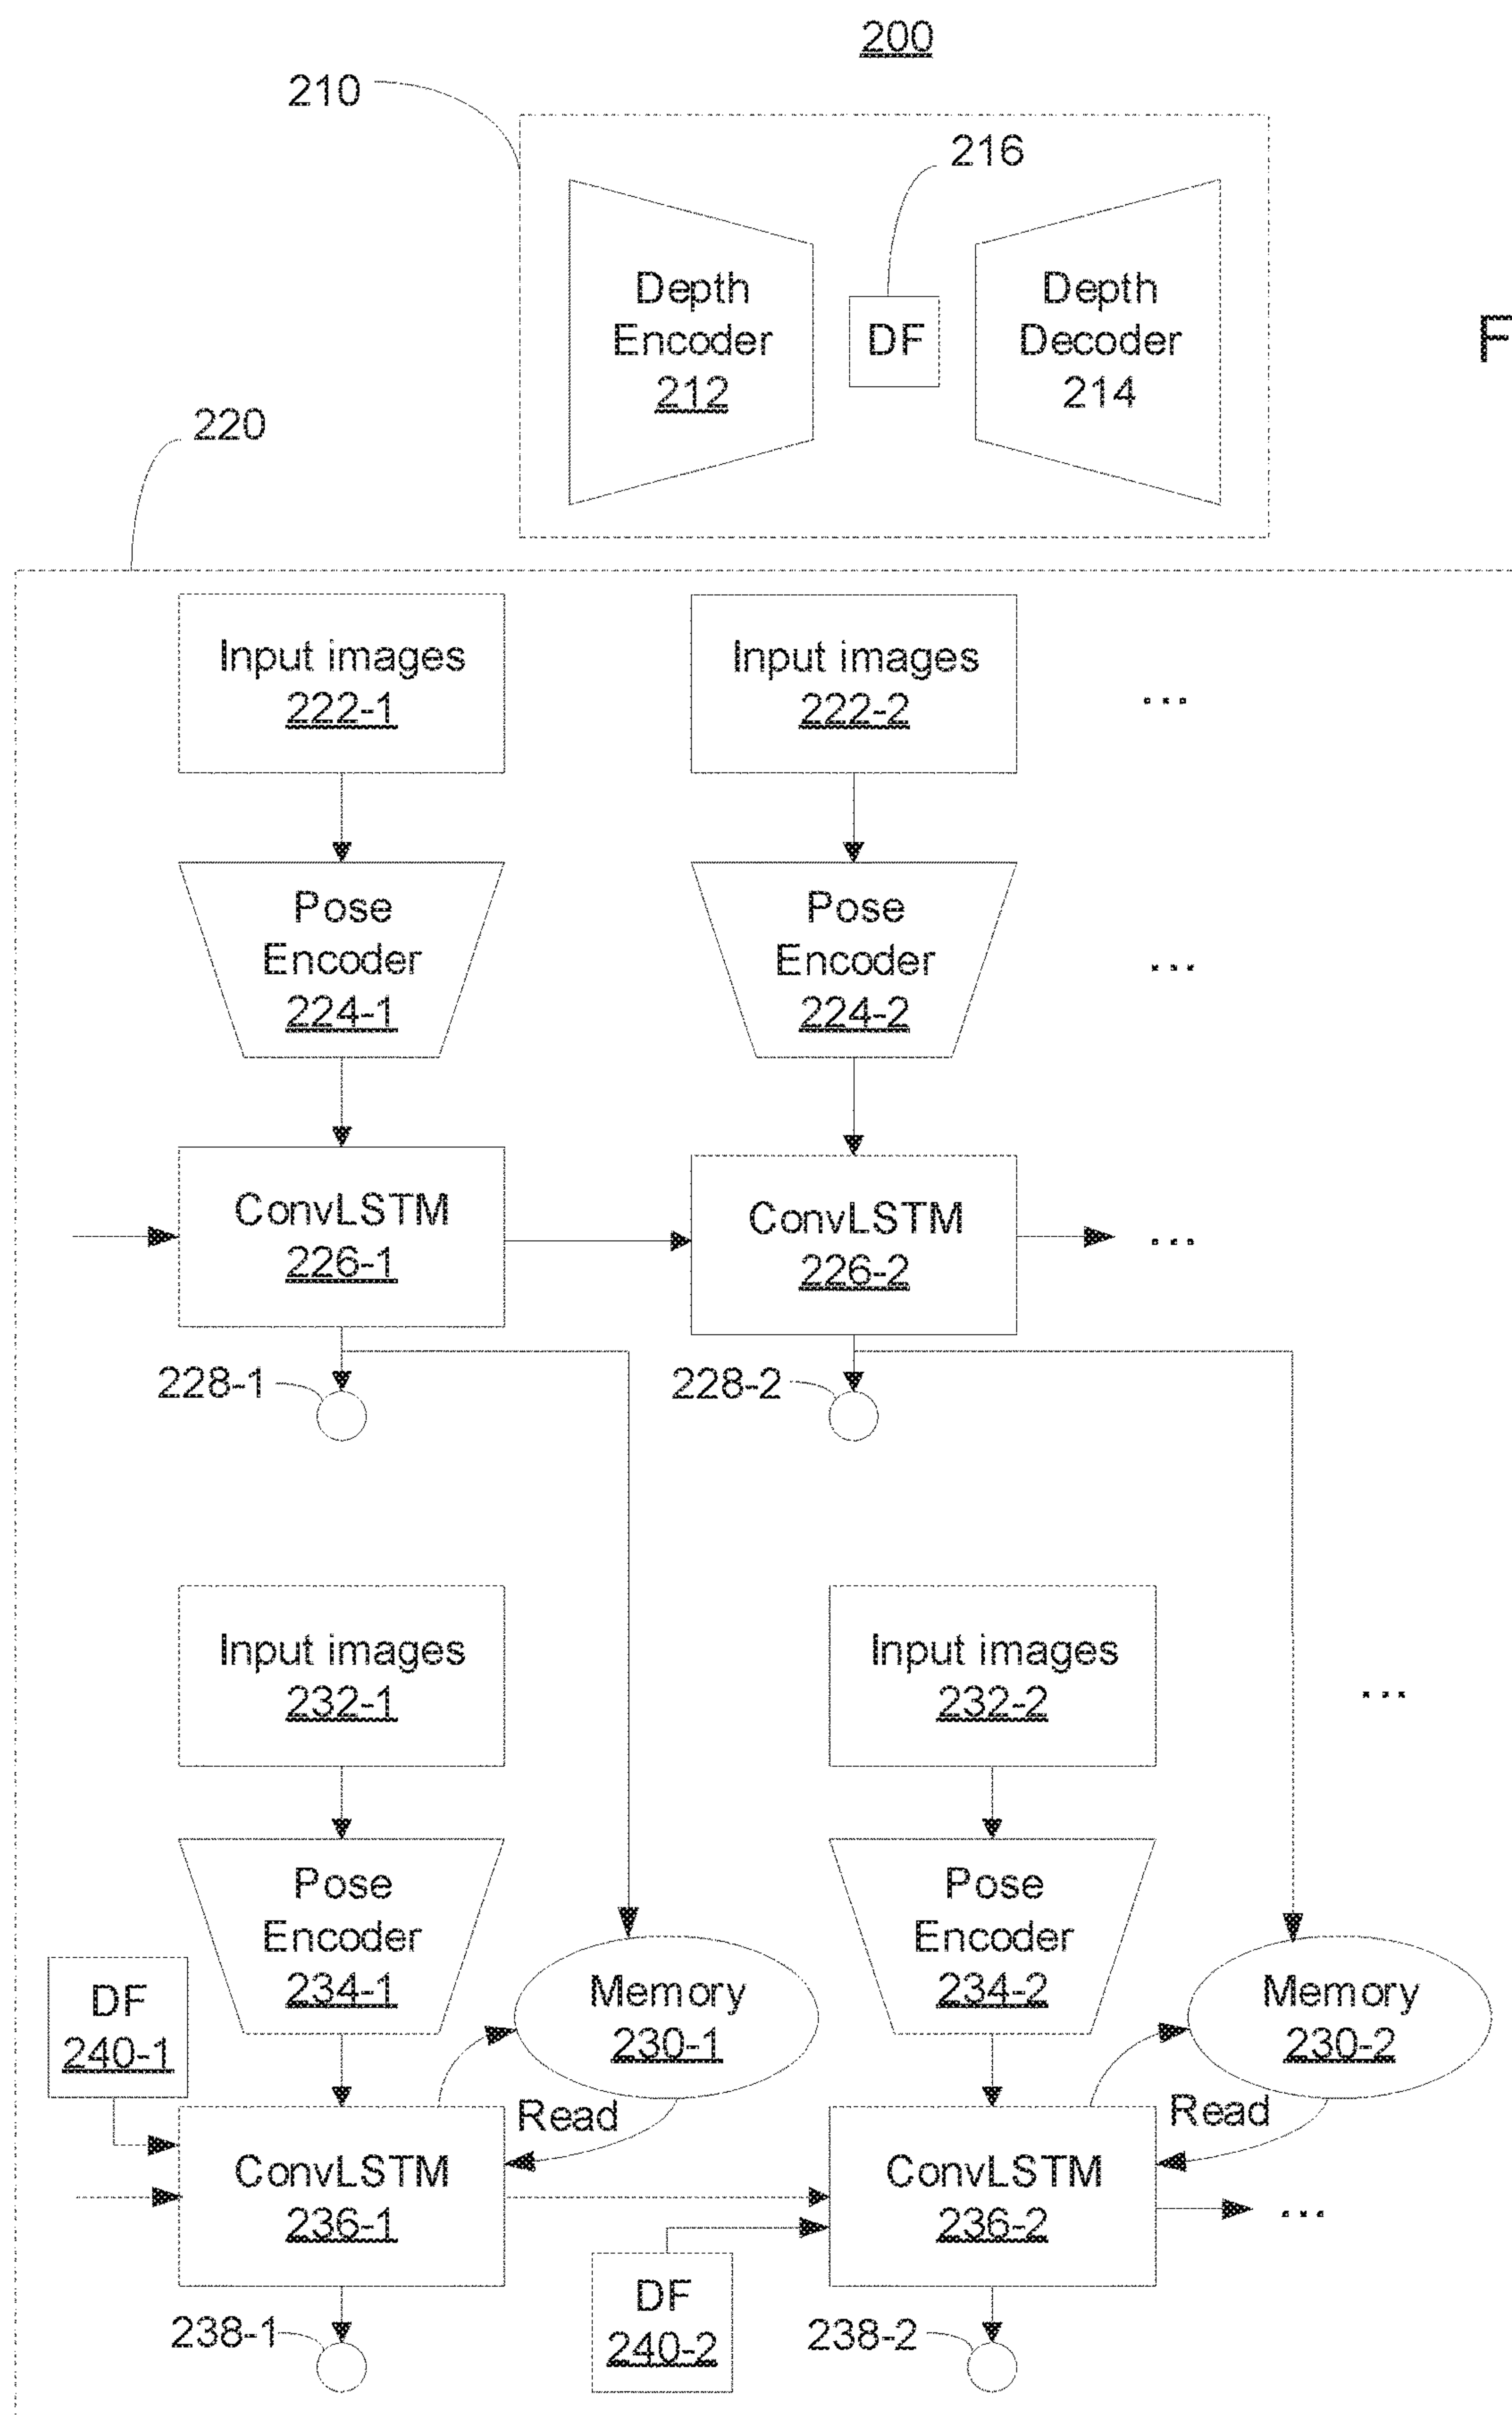 200
210
216
Depth
Encoder
212
DF
Depth
Decoder
214
F
220
Input images
222-1
Input images
222-2
...
Pose
Encoder
224-1
Pose
Encoder
224-2
...
ConvLSTM
226-1
ConvLSTM
226-2
...
228-1
228-2
Input images
232-1
Input images
232-2
...
Pose
Encoder
234-1
Pose
Encoder
234-2
DF
240-1
Memory
230-1
Memory
230-2
Read
Read
ConvLSTM
236-1
ConvLSTM
236-2
...
DF
240-2
238-1
238-2